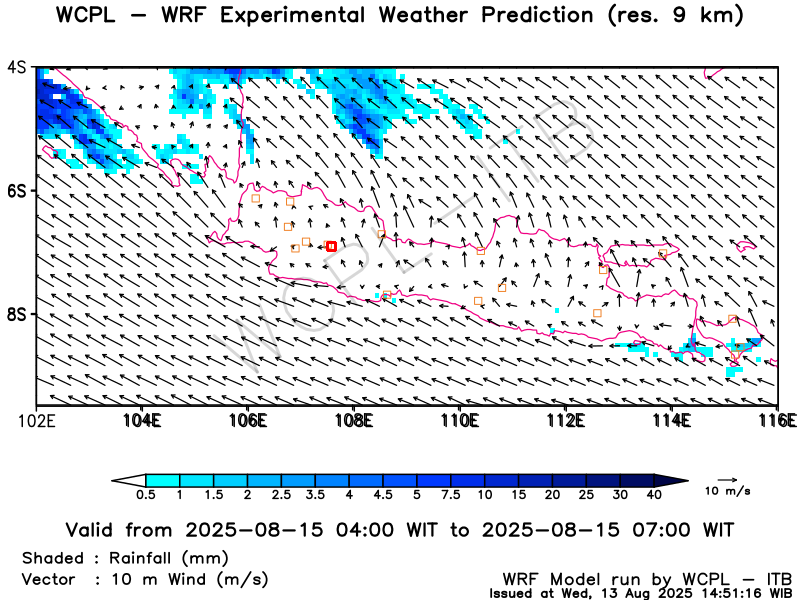 WCPL – WRF Experimental Weather Prediction (res. 9 km)
4S
6S
8S
WCPL-ITB
102E 104E 106E 108E 110E 112E 114E 116E
0.5 1 1.5 2 2.5 3.5 4 4.5 5 7.5 10 15 20 25 30 40
10 m/s
Valid from 2025-08-15 04:00 WIT to 2025-08-15 07:00 WIT
Shaded : Rainfall (mm)
Vector : 10 m Wind (m/s)
WRF Model run by WCPL – ITB
Issued at Wed, 13 Aug 2025 14:51:16 WIB